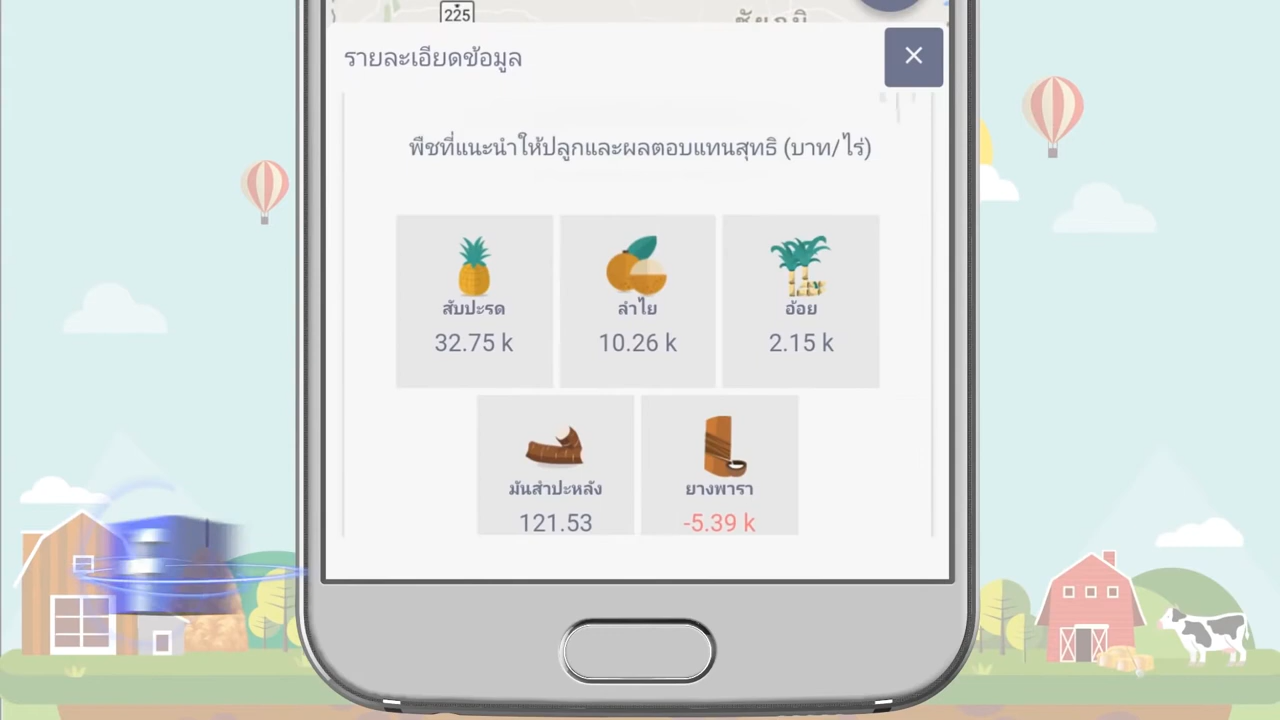 225
ชัยภูมิ
รายละเอียดข้อมูล
พืชที่แนะนำให้ปลูกและผลตอบแทนสุทธิ (บาท/ไร่)
สับปะรด
32.75 k
ลำไย
10.26 k
อ้อย
2.15 k
มันสำปะหลัง
121.53
ยางพารา
-5.39 k